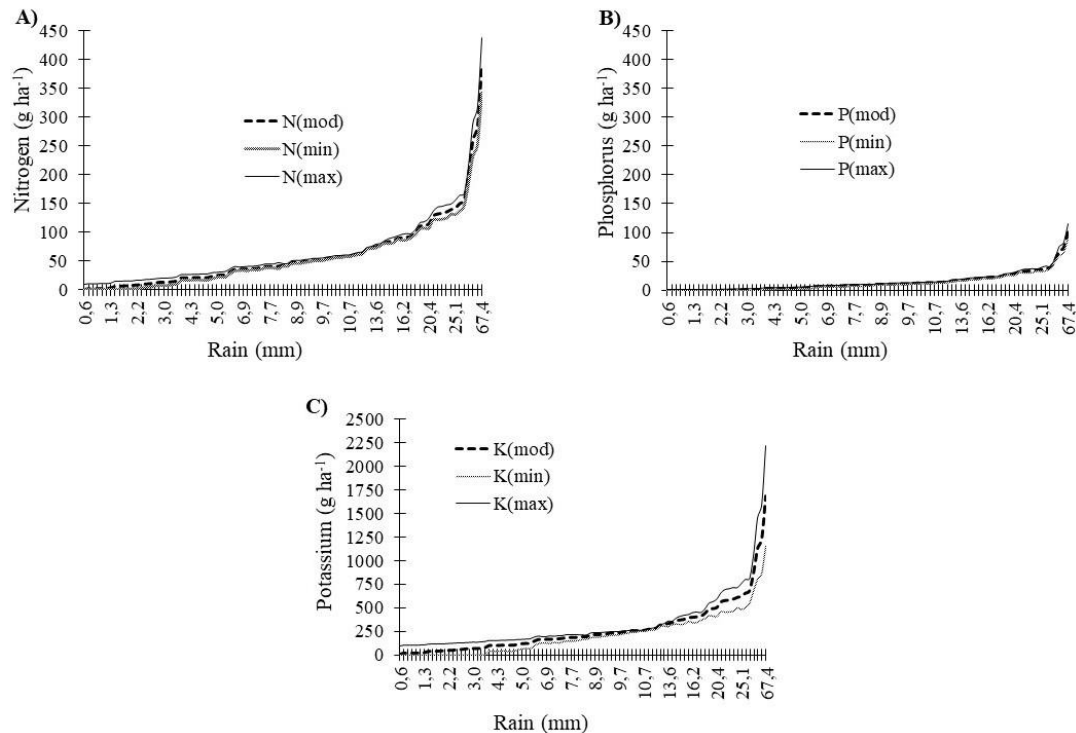 A)
450
400
350
300
250
200
150
100
50
0
Nitrogen (g ha⁻¹)
N(mod)
N(min)
N(max)
0,6 1,3 2,2 3,0 4,3 5,0 6,3 7,7 8,9 9,7 10,7 13,6 16,2 20,4 25,1 67,4
Rain (mm)
B)
450
400
350
300
250
200
150
100
50
0
Phosphorus (g ha⁻¹)
P(mod)
P(min)
P(max)
0,6 1,3 2,2 3,0 4,3 5,0 6,3 7,7 8,9 9,7 10,7 13,6 16,2 20,4 25,1 67,4
Rain (mm)
C)
2500
2250
2000
1750
1500
1250
1000
750
500
250
0
Potassium (g ha⁻¹)
K(mod)
K(min)
K(max)
0,6 1,3 2,2 3,0 4,3 5,0 6,3 7,7 8,9 9,7 10,7 13,6 16,2 20,4 25,1 67,4
Rain (mm)